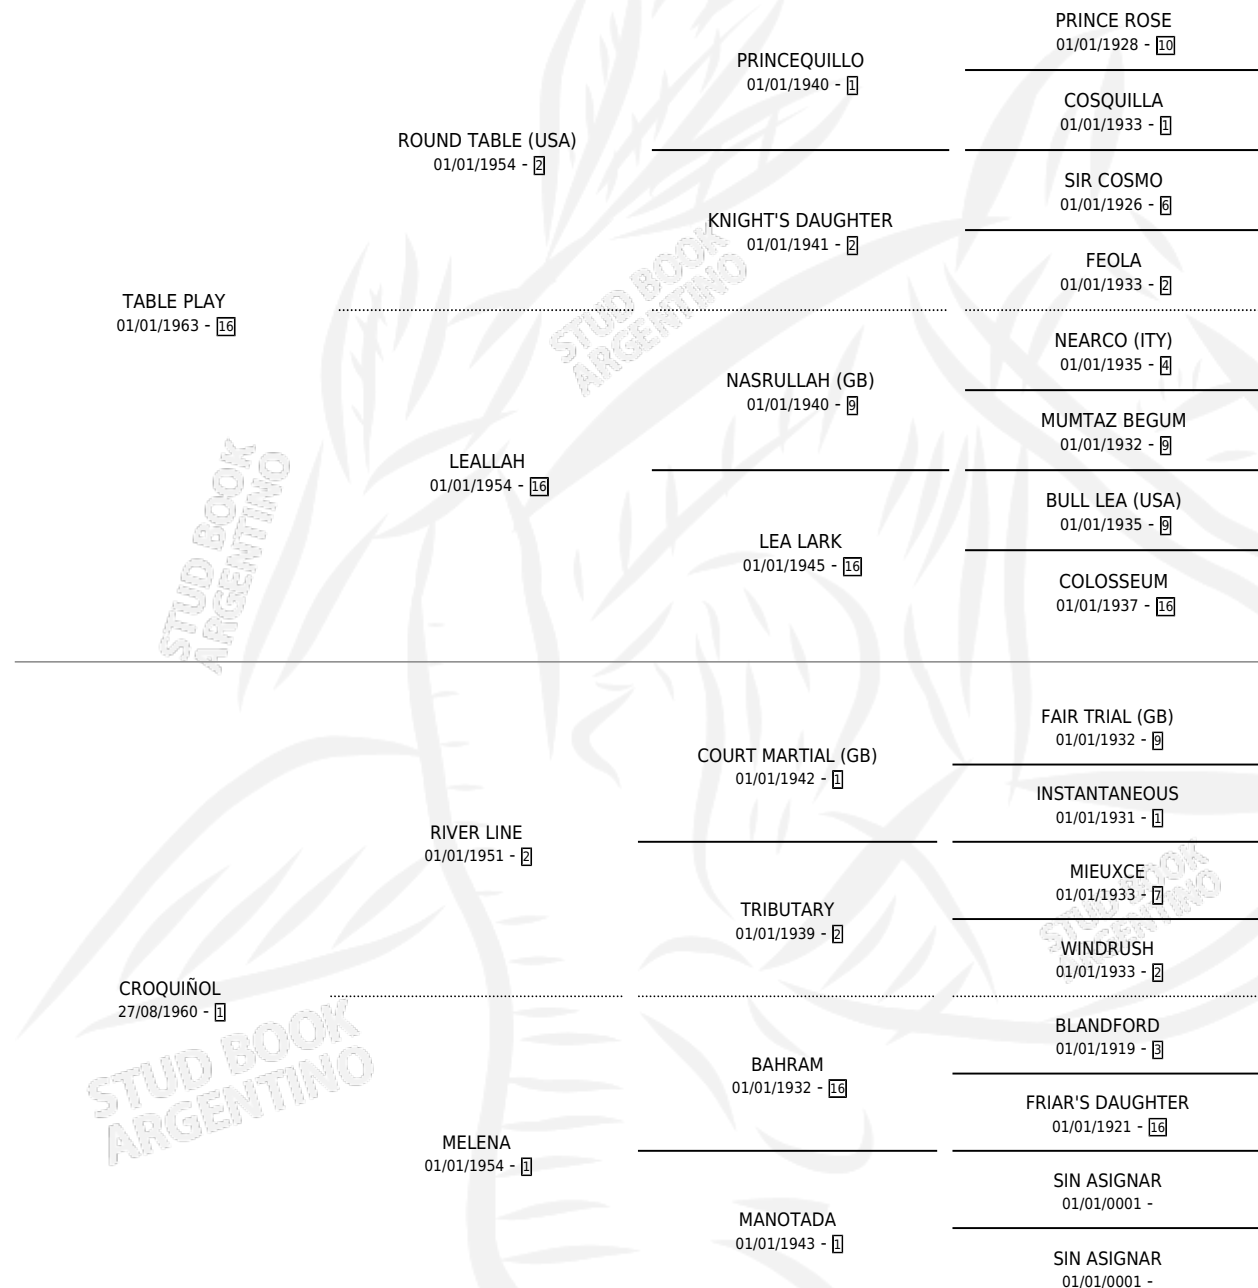 PRINCE ROSE
01/01/1928 - 10
PRINCEQUILLO
01/01/1940 - 1
COSQUILLA
01/01/1933 - 1
ROUND TABLE (USA)
01/01/1954 - 2
SIR COSMO
01/01/1926 - 6
KNIGHT'S DAUGHTER
01/01/1941 - 2
FEOLA
01/01/1933 - 2
TABLE PLAY
01/01/1963 - 16
STUD BOOK
ARGENTINO
NEARCO (ITY)
01/01/1935 - 4
NASRULLAH (GB)
01/01/1940 - 9
MUMTAZ BEGUM
01/01/1932 - 9
LEALLAH
01/01/1954 - 16
BULL LEA (USA)
01/01/1935 - 9
LEA LARK
01/01/1945 - 16
COLOSSEUM
01/01/1937 - 16
STUD BOOK
ARGENTINO
FAIR TRIAL (GB)
01/01/1932 - 9
COURT MARTIAL (GB)
01/01/1942 - 1
INSTANTANEOUS
01/01/1931 - 1
RIVER LINE
01/01/1951 - 2
MIEUXCE
01/01/1933 - 7
TRIBUTARY
01/01/1939 - 2
STUD BOOK
ARGENTINO
WINDRUSH
01/01/1933 - 2
CROQUIÑOL
27/08/1960 - 1
BLANDFORD
01/01/1919 - 3
BAHRAM
01/01/1932 - 16
STUD BOOK
ARGENTINO
FRIAR'S DAUGHTER
01/01/1921 - 16
MELENA
01/01/1954 - 1
SIN ASIGNAR
01/01/0001 -
MANOTADA
01/01/1943 - 1
SIN ASIGNAR
01/01/0001 -